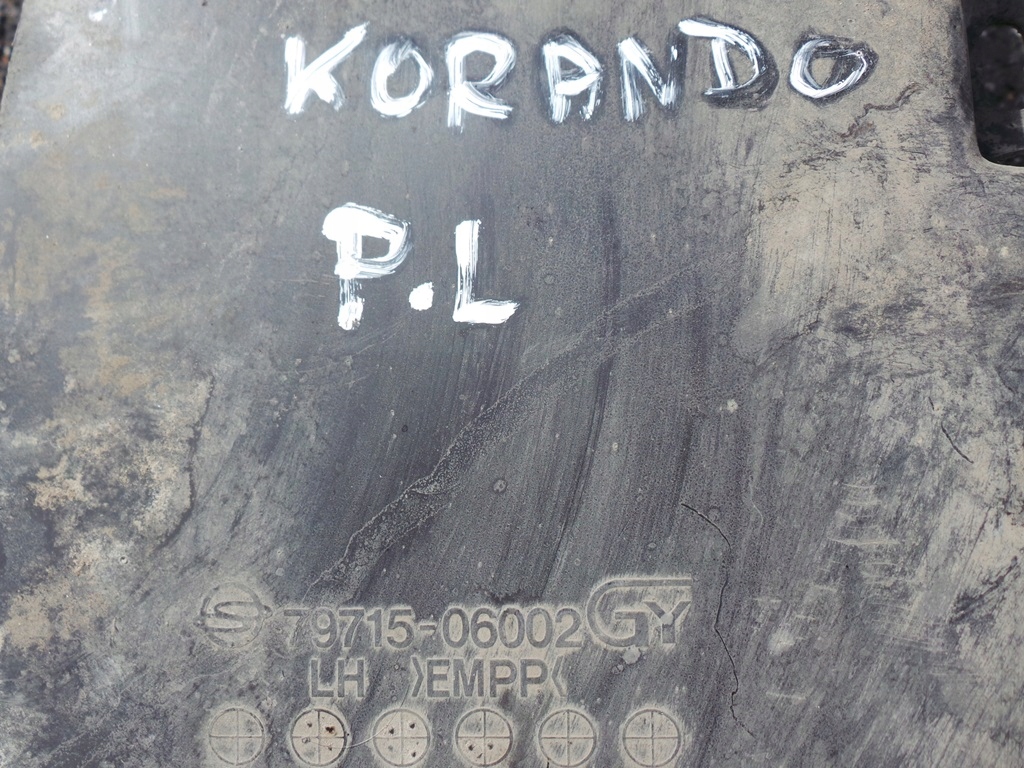 KORANDO
P.L
S 79715-06002 GY
LH >EMPP<